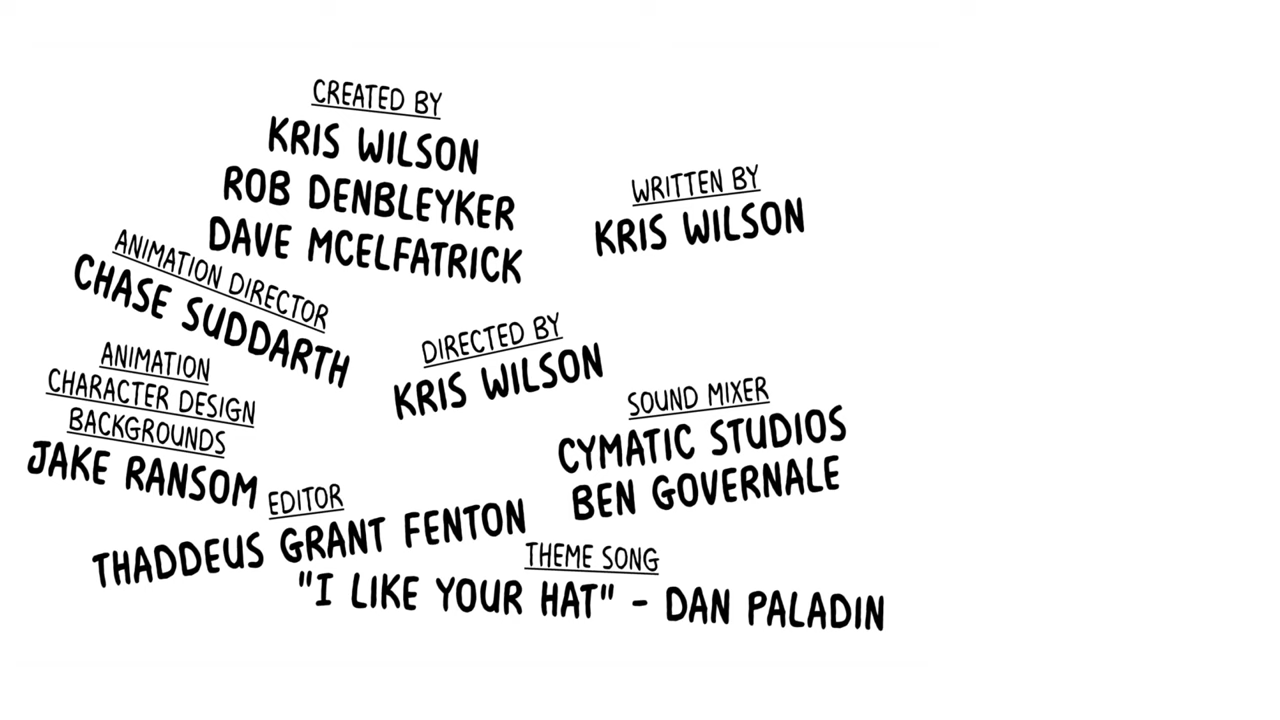 CREATED BY
KRIS WILSON
ROB DENBLEYKER
DAVE MCELFATRICK
WRITTEN BY
KRIS WILSON
ANIMATION DIRECTOR
CHASE SUDDARTH
DIRECTED BY
KRIS WILSON
ANIMATION
CHARACTER DESIGN
BACKGROUNDS
JAKE RANSOM
SOUND MIXER
CYMATIC STUDIOS
BEN GOVERNALE
EDITOR
THADDEUS GRANT FENTON
THEME SONG
"I LIKE YOUR HAT" - DAN PALADIN